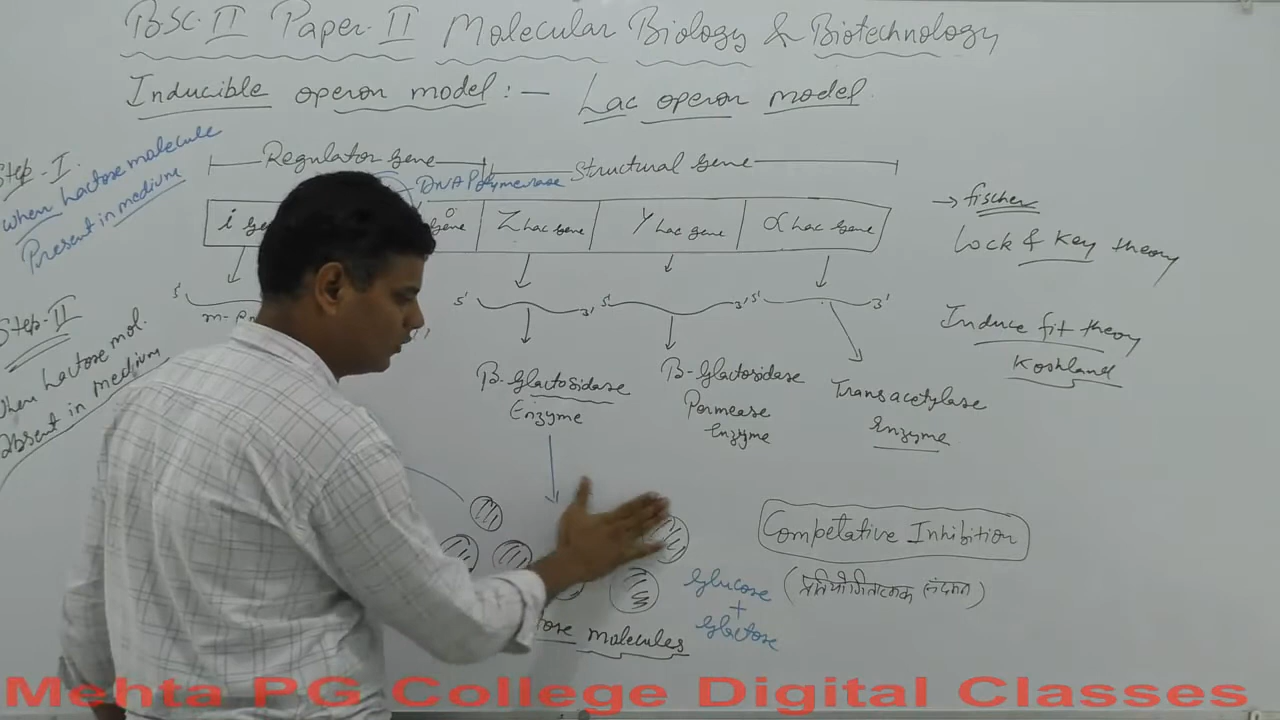 B.SC. II Paper-II Molecular Biology & Biotechnology
Inducible operon model :- Lac operon model
Step-I
When Lactose molecule
Present in medium
Regulator gene
Structural gene
DNA Polymerase
i
gene
Z Lac gene
Y Lac gene
α Lac gene
→ fischer
Lock & Key theory
5'
5'
3'
5'
3'
5'
3'
Step-II
When Lactose mol.
Absent in medium
Induce fit theory
Koshland
B-Glactosidase
Enzyme
B-Glactosidase
Permease
Enzyme
Transacetylase
Enzyme
Competative Inhibition
Glucose
+
Glactose
molecules
Mehta PG College Digital Classes